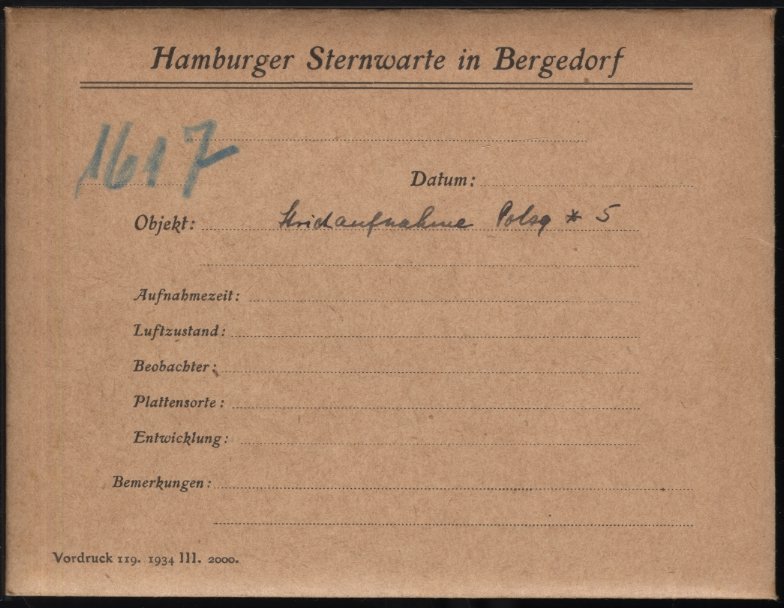 Hamburger Sternwarte in Bergedorf
1617
Datum:
Objekt: Strichaufnahme Polsq * 5
Aufnahmezeit:
Luftzustand:
Beobachter:
Plattensorte:
Entwicklung:
Bemerkungen:
Vordruck 119. 1934 III. 2000.